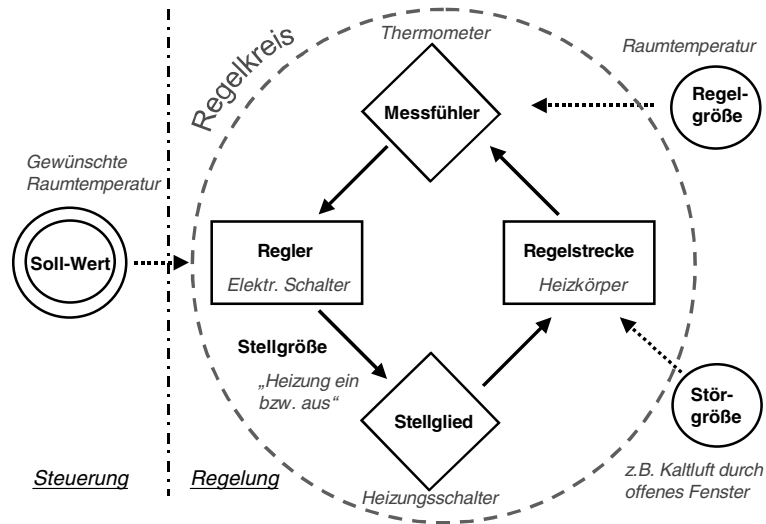 Regelkreis
Thermometer
Messfühler
Raumtemperatur
Regel-
größe
Gewünschte
Raumtemperatur
Soll-Wert
Regler
Elektr. Schalter
Regelstrecke
Heizkörper
Stellgröße
„Heizung ein
bzw. aus“
Stellglied
Heizungsschalter
Stör-
größe
z.B. Kaltluft durch
offenes Fenster
Steuerung
Regelung